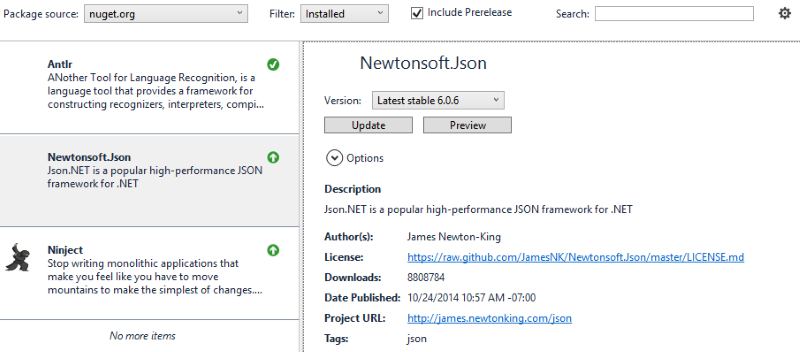 Package source: nuget.org Filter: Installed Include Prerelease Search:
Antlr
ANother Tool for Language Recognition, is a
language tool that provides a framework for
constructing recognizers, interpreters, compi...
Newtonsoft.Json
Json.NET is a popular high-performance JSON
framework for .NET
Ninject
Stop writing monolithic applications that
make you feel like you have to move
mountains to make the simplest of changes....
No more items
Newtonsoft.Json
Version: Latest stable 6.0.6
Update Preview
Options
Description
Json.NET is a popular high-performance JSON framework for .NET
Author(s): James Newton-King
License: https://raw.github.com/JamesNK/Newtonsoft.Json/master/LICENSE.md
Downloads: 8808784
Date Published: 10/24/2014 10:57 AM -07:00
Project URL: http://james.newtonking.com/json
Tags: json